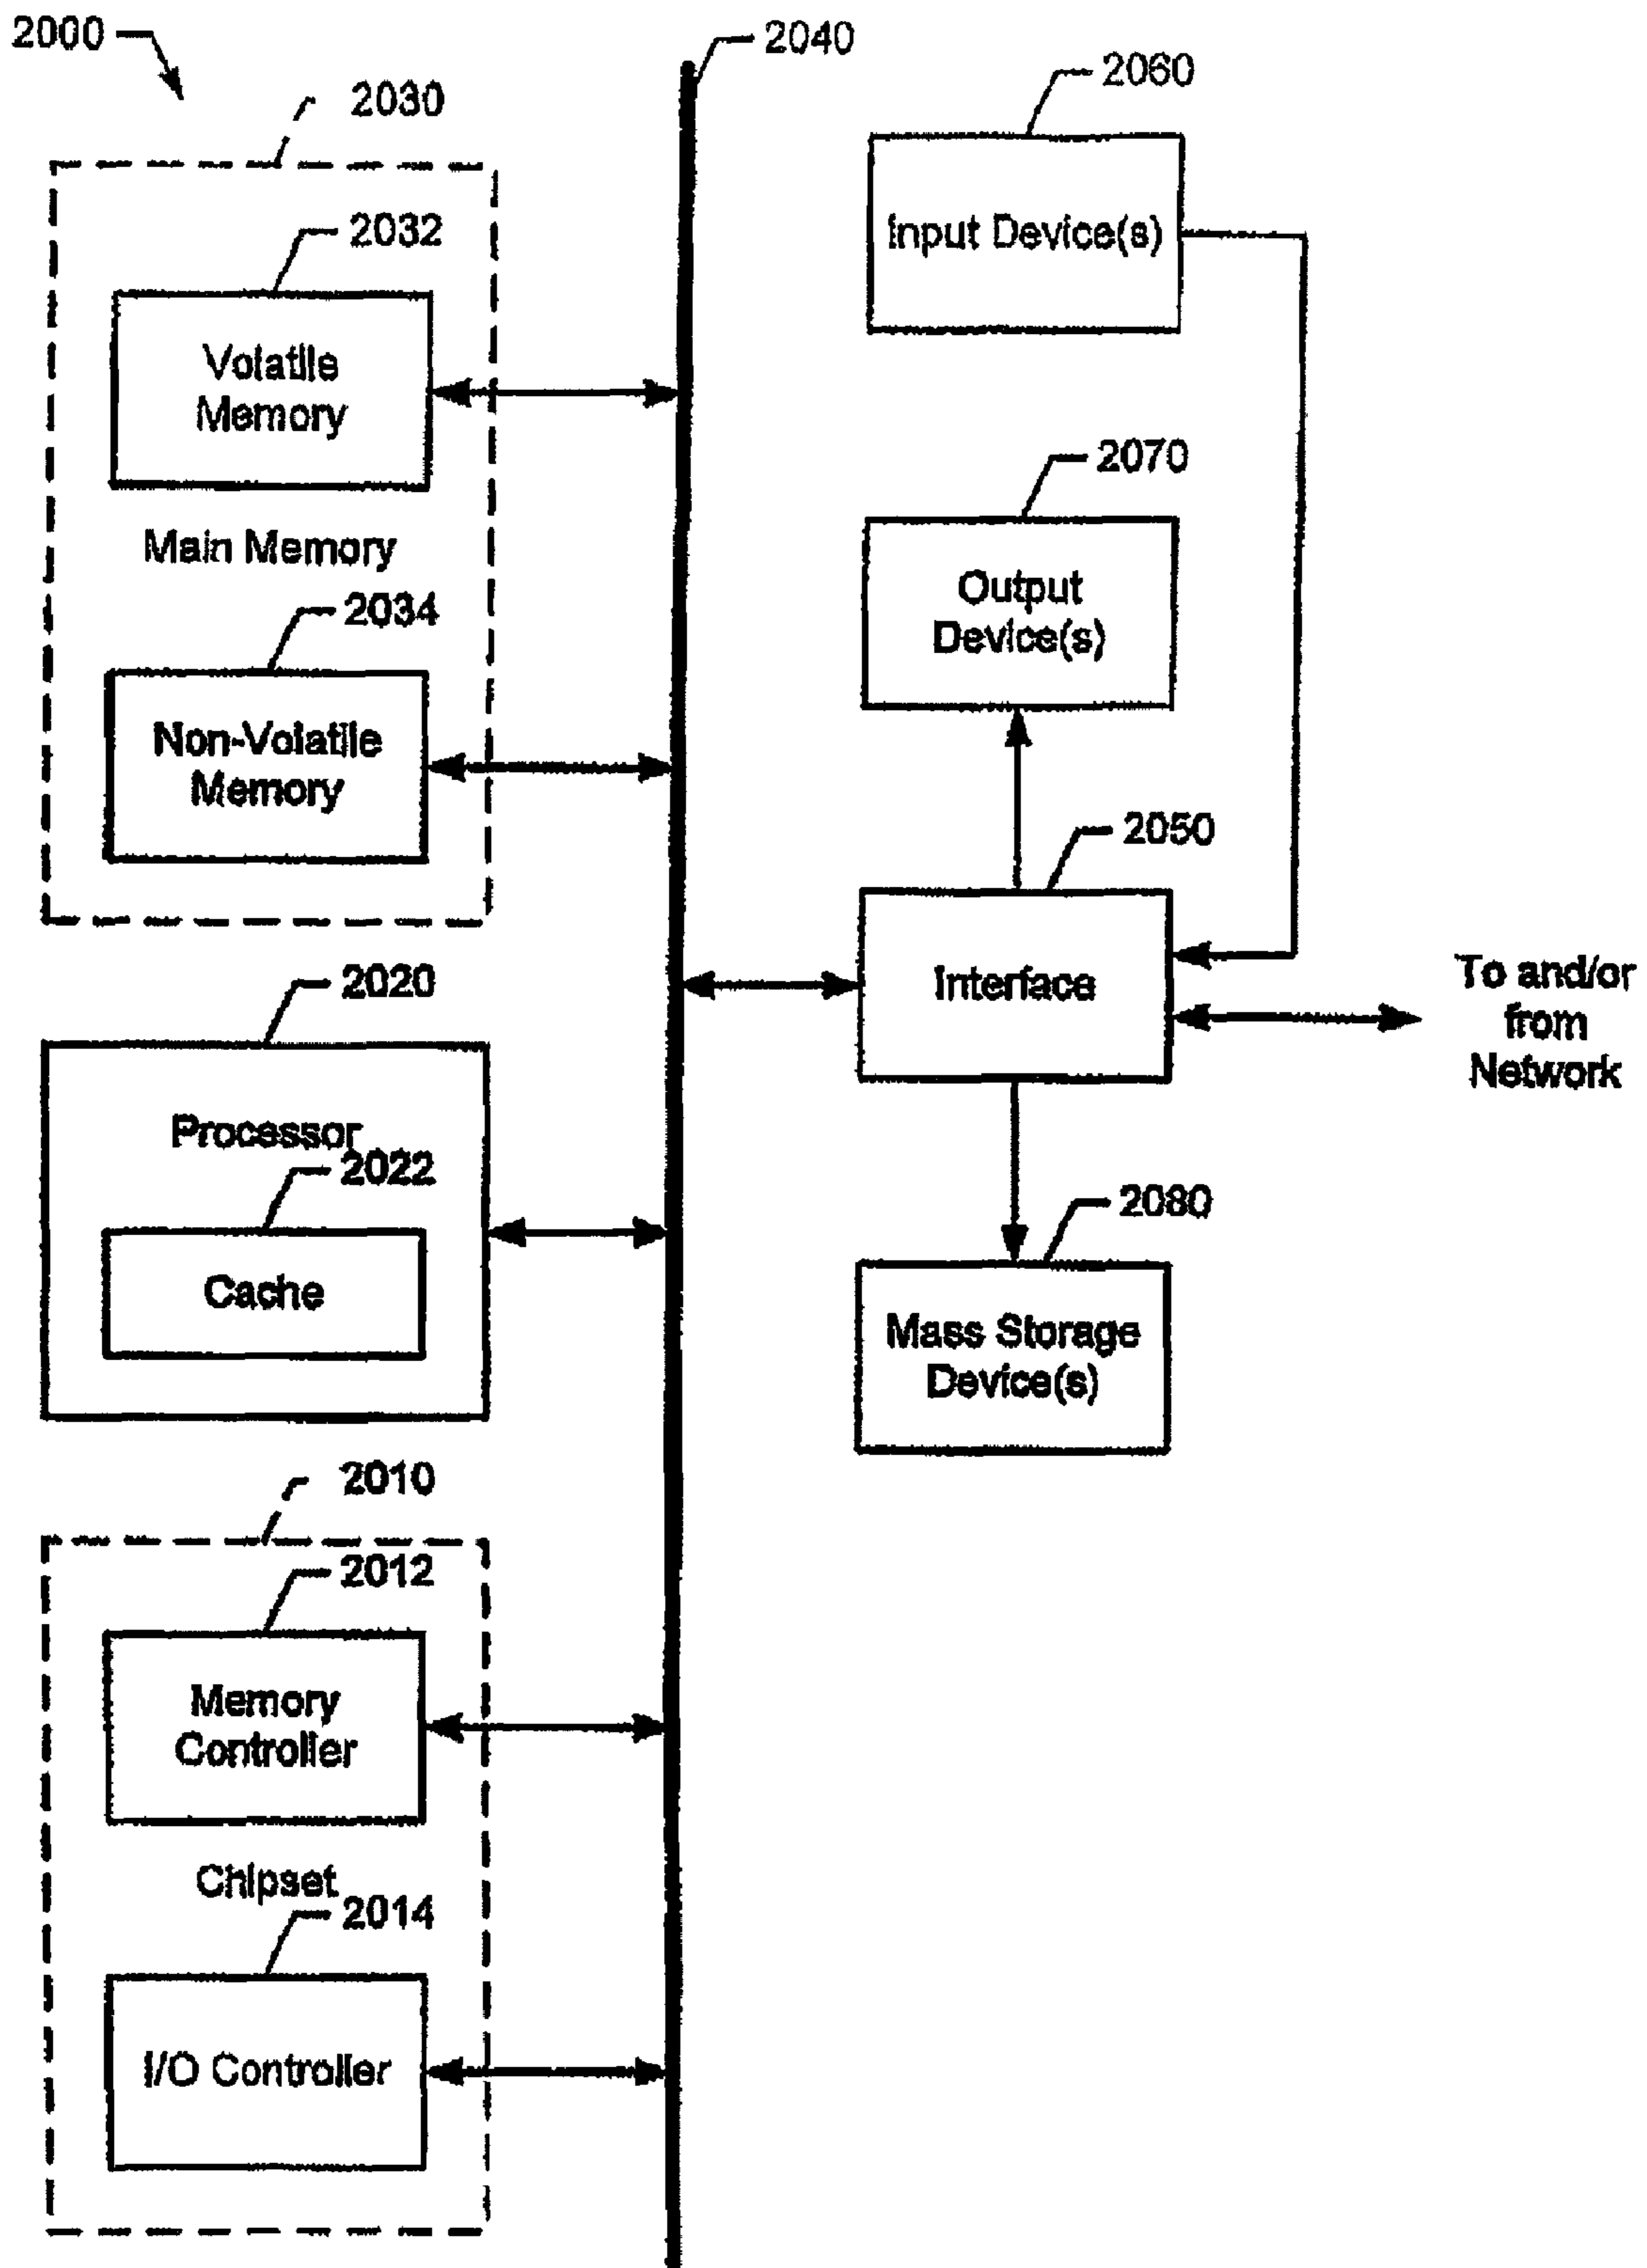 2000
2040
2060
2030
Input Device(s)
2032
Volatile
Memory
2070
Output
Device(s)
Main Memory
2034
Non-Volatile
Memory
2050
Interface
To and/or
from
Network
2020
Processor
2022
Cache
2080
Mass Storage
Device(s)
2010
2012
Memory
Controller
Chipset
2014
I/O Controller